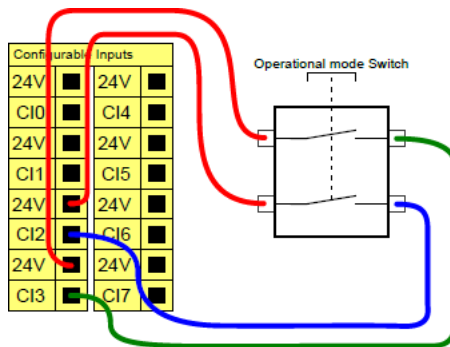 Configurable Inputs
Operational mode Switch
24V 24V
CI0 CI4
24V 24V
CI1 CI5
24V 24V
CI2 CI6
24V 24V
CI3 CI7